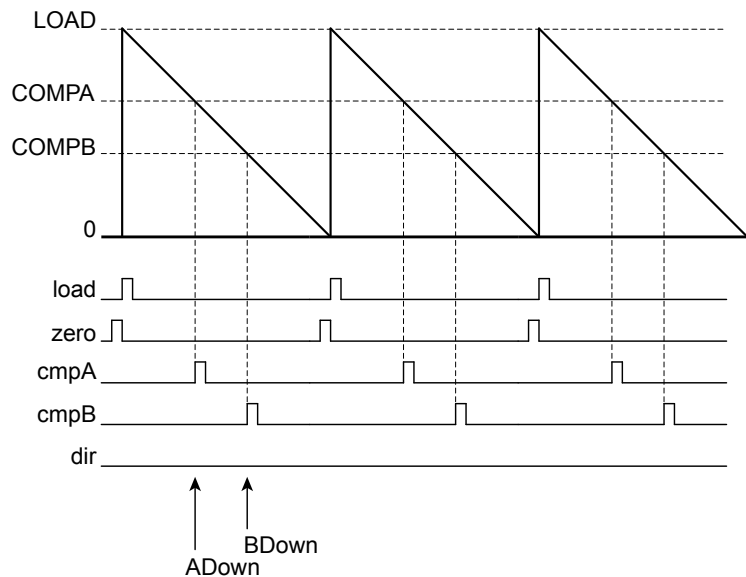 LOAD
COMPA
COMPB
0
load
zero
cmpA
cmpB
dir
BDown
ADown